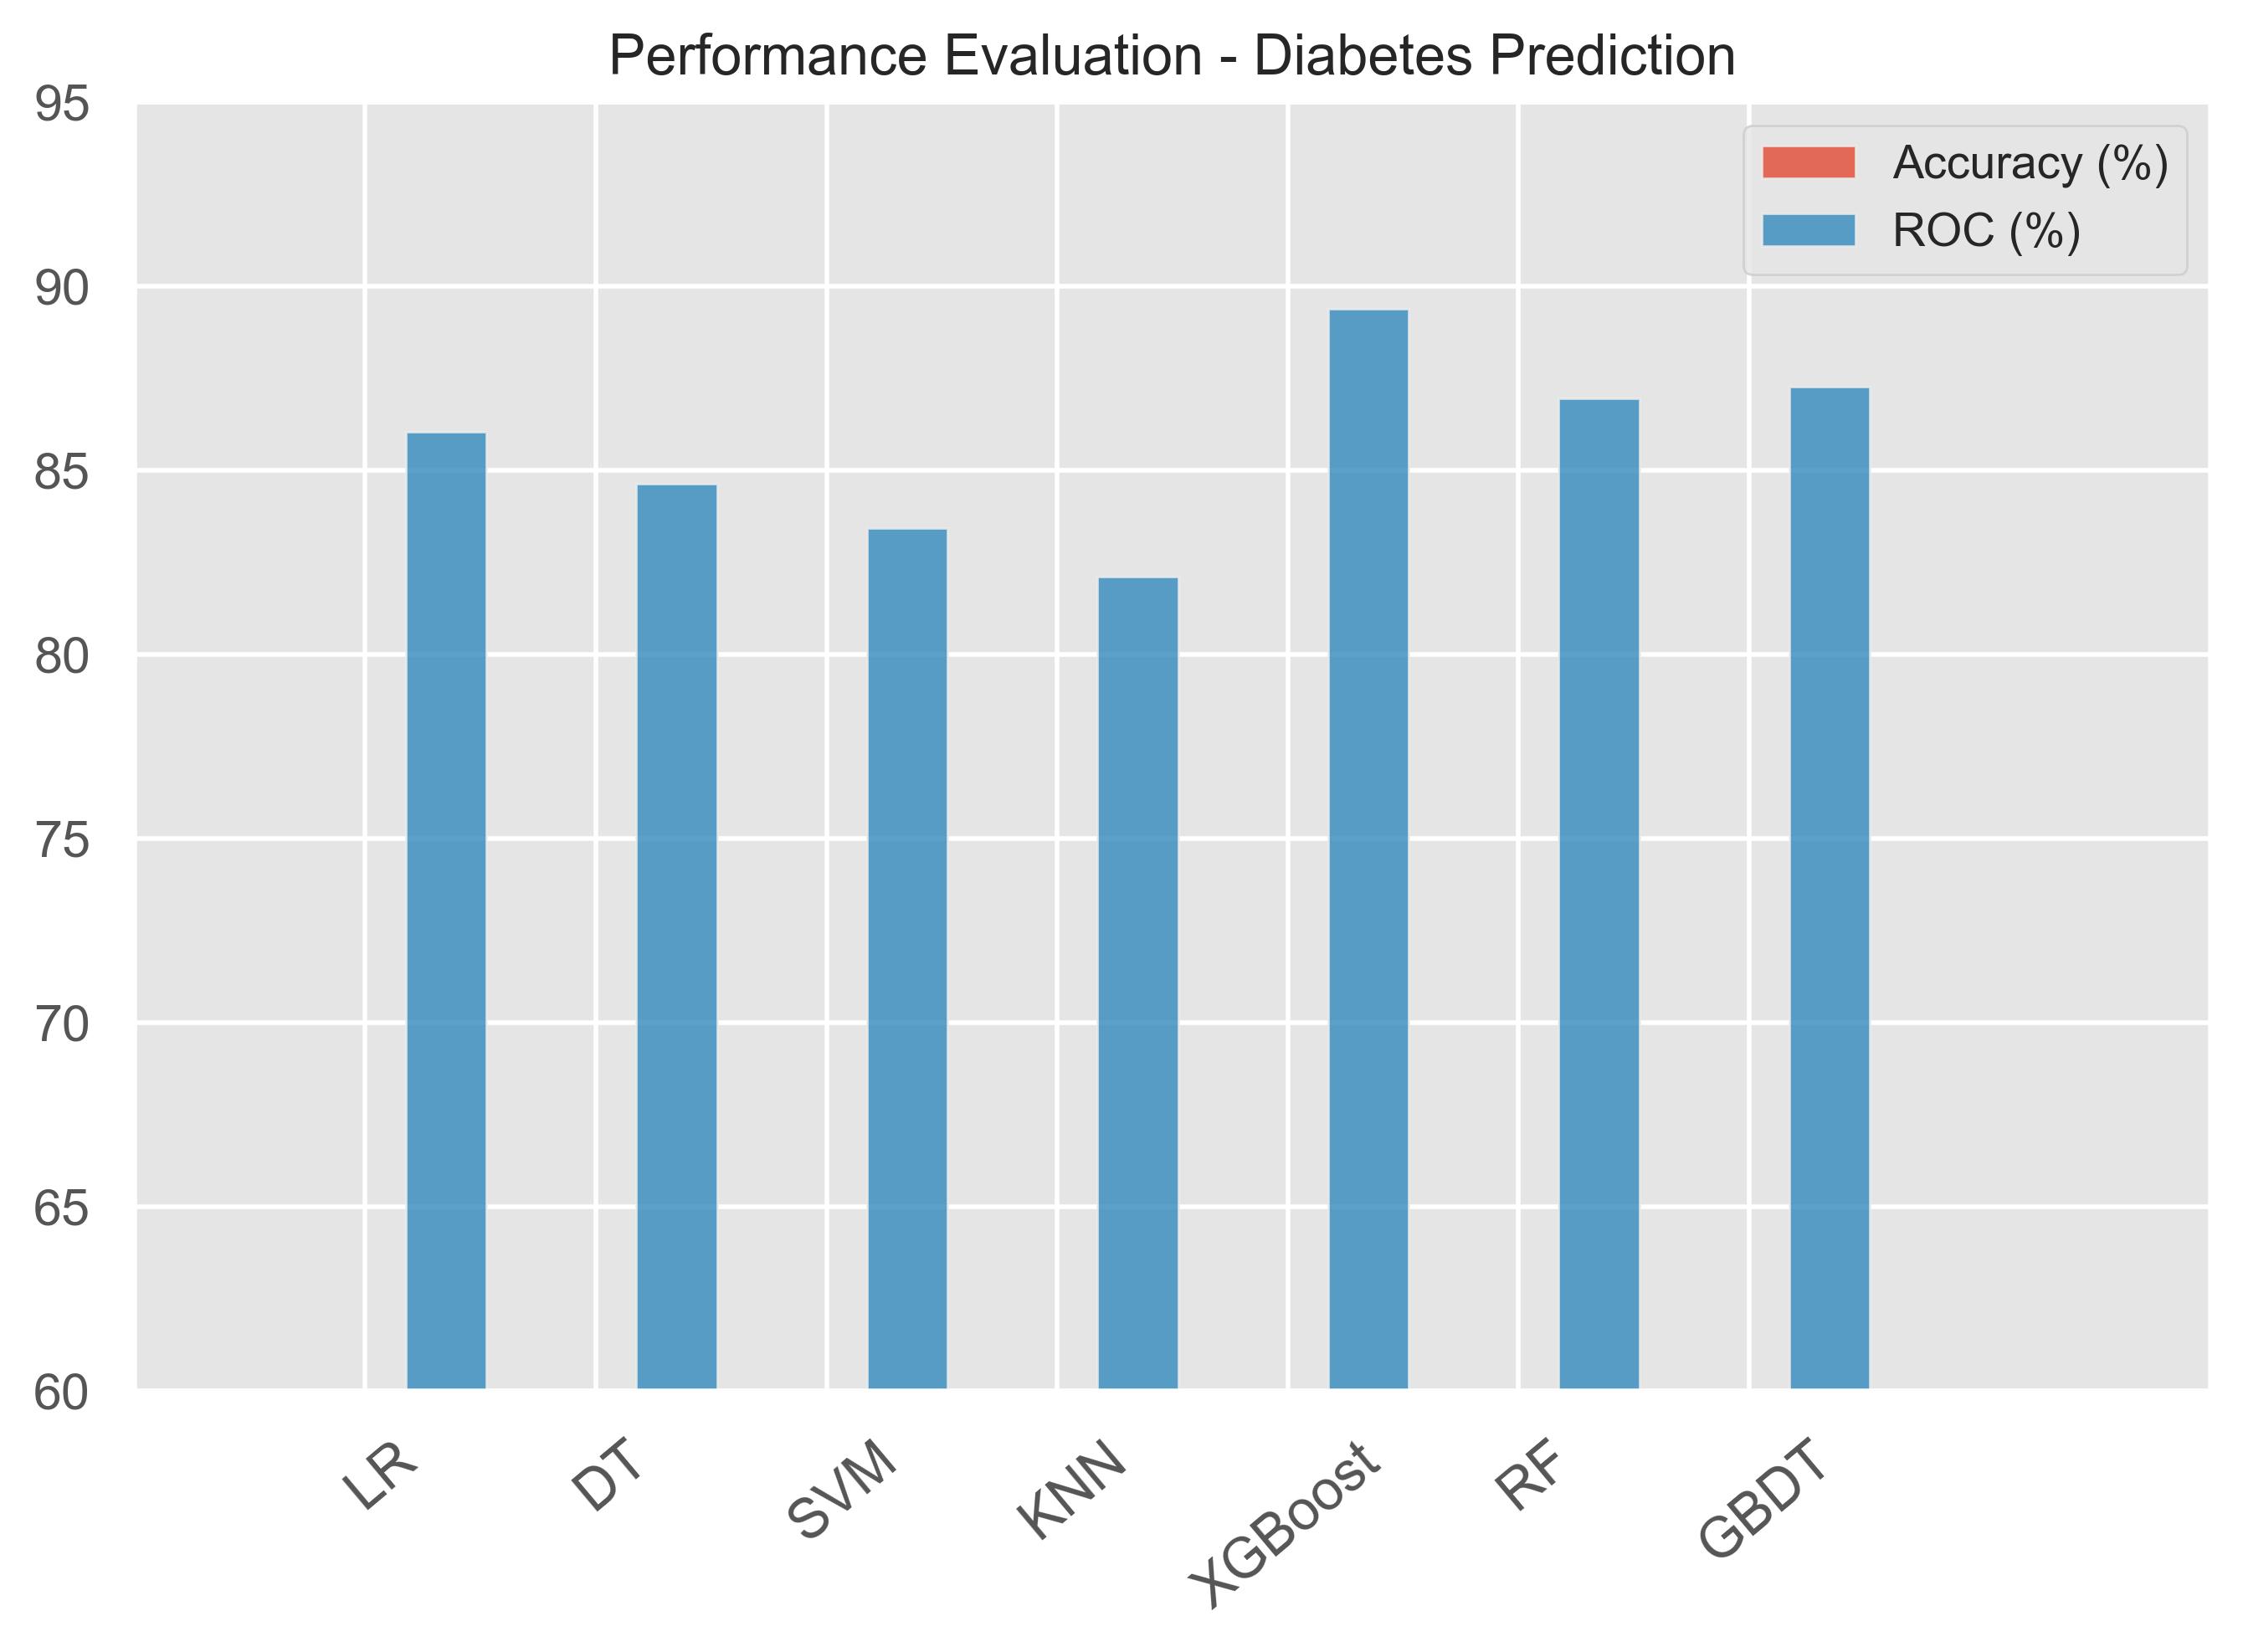 Performance Evaluation - Diabetes Prediction
95
90
85
80
75
70
65
60
Accuracy (%)
ROC (%)
LR
DT
SVM
KNN
XGBoost
RF
GBDT